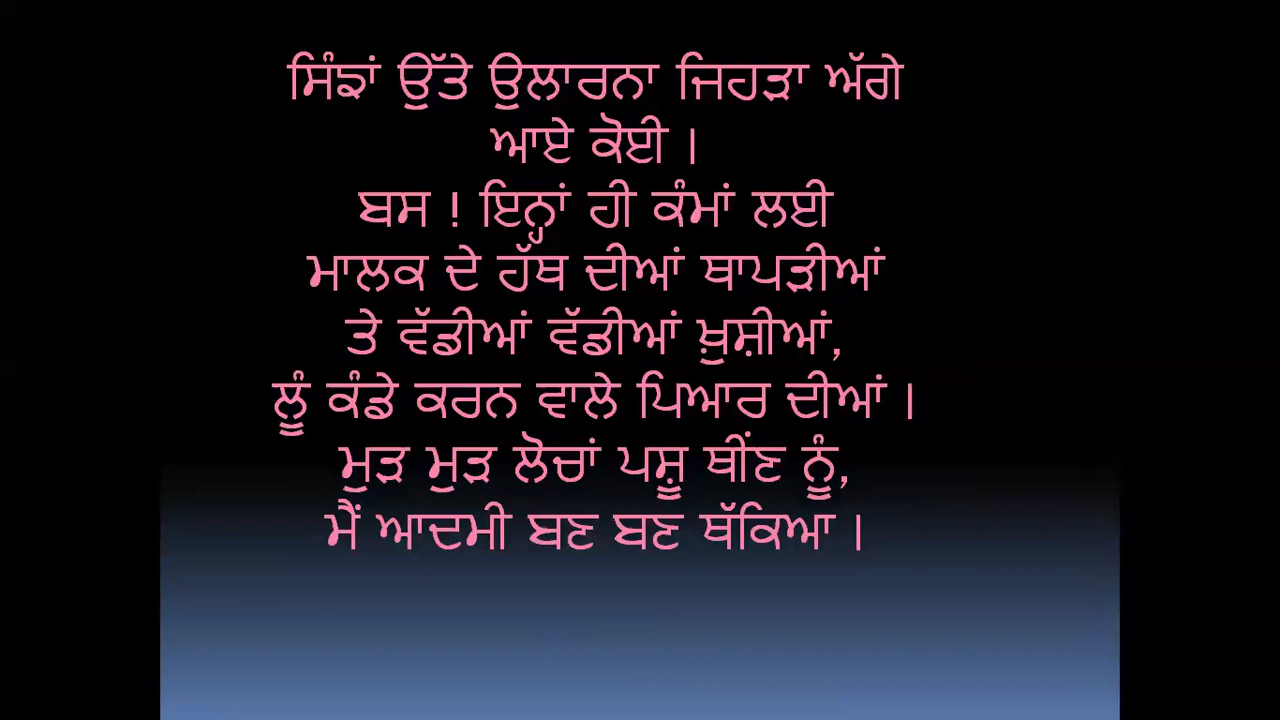 ਸਿੰਙਾਂ ਉੱਤੇ ਉਲਾਰਨਾ ਜਿਹੜਾ ਅੱਗੇ
ਆਏ ਕੋਈ ।
ਬਸ ! ਇਨ੍ਹਾਂ ਹੀ ਕੰਮਾਂ ਲਈ
ਮਾਲਕ ਦੇ ਹੱਥ ਦੀਆਂ ਥਾਪੜੀਆਂ
ਤੇ ਵੱਡੀਆਂ ਵੱਡੀਆਂ ਖ਼ੁਸ਼ੀਆਂ,
ਲੂੰ ਕੰਡੇ ਕਰਨ ਵਾਲੇ ਪਿਆਰ ਦੀਆਂ ।
ਮੁੜ ਮੁੜ ਲੋਚਾਂ ਪਸ਼ੂ ਥੀਂਣ ਨੂੰ,
ਮੈਂ ਆਦਮੀ ਬਣ ਬਣ ਥੱਕਿਆ ।